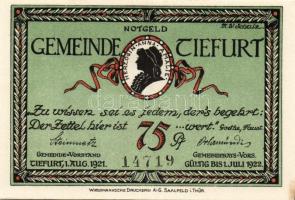 NOTGELD
GEMEINDE TIEFURT
Zu wissen sei es jedem, der's begehrt:
Der Zettel hier ist 75 Pf ...wert. Goethe, Faust
GEMEINDE-VORSTAND
TIEFURT, 1. AUG. 1921.
14719
GEMEINDERATS-VORS.
GÜLTIG BIS 1. JULI 1922.
WIEDEMANNSCHE DRUCKEREI A.G. SAALFELD I. THÜR.